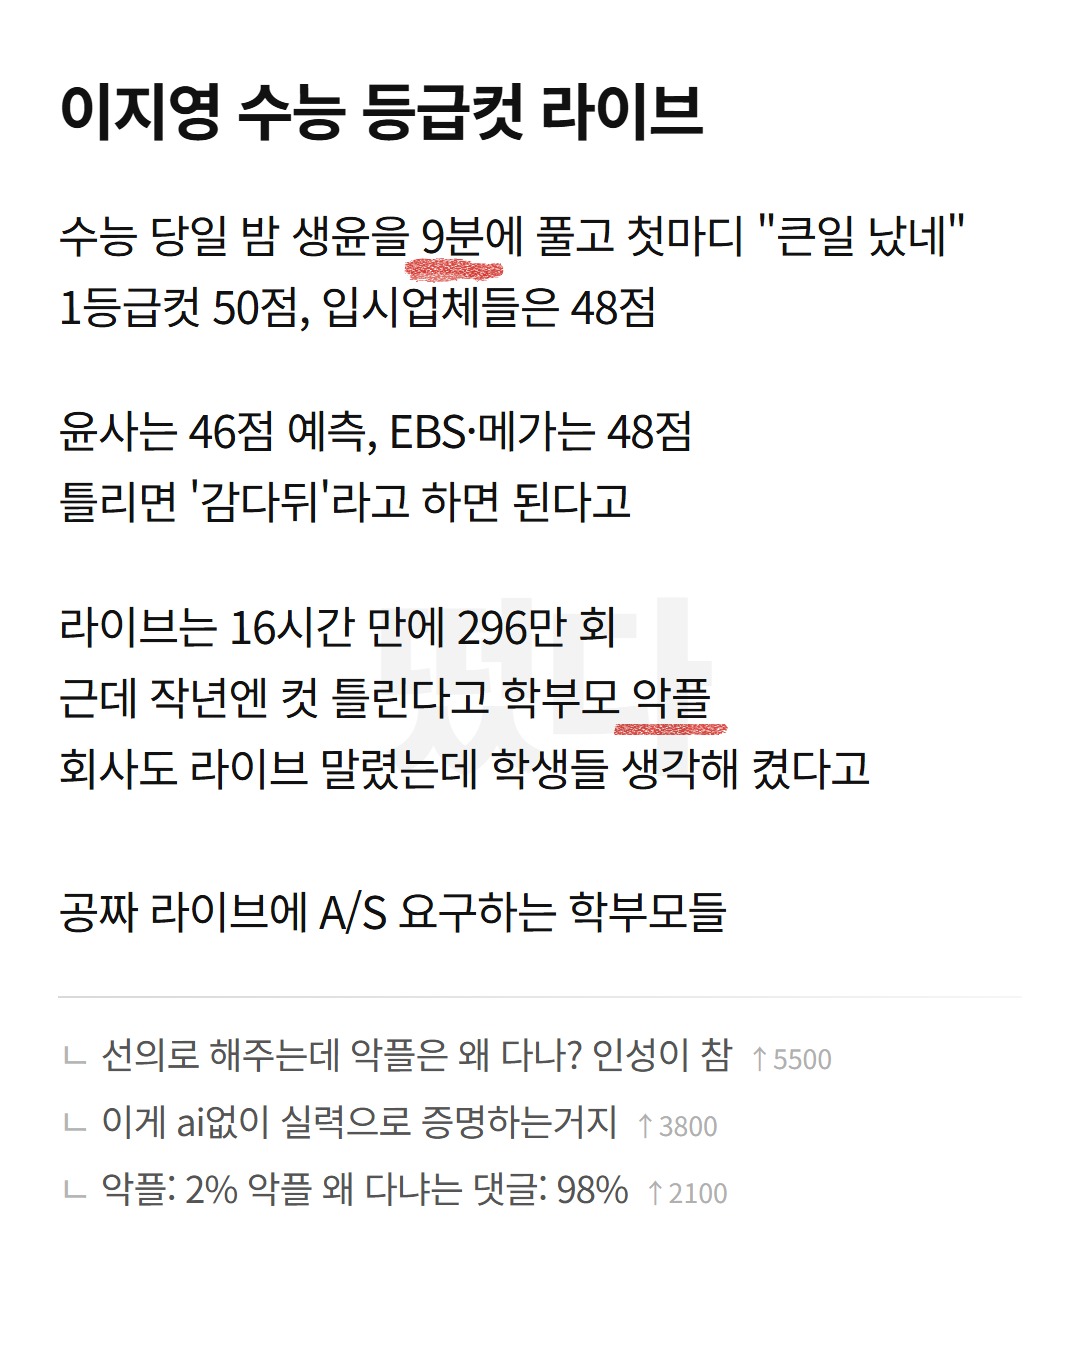 이지영 수능 등급컷 라이브
수능 당일 밤 생윤을 9분에 풀고 첫마디 "큰일 났네"
1등급컷 50점, 입시업체들은 48점
윤사는 46점 예측, EBS·메가는 48점
틀리면 '감다뒤'라고 하면 된다고
라이브는 16시간 만에 296만 회
근데 작년엔 컷 틀린다고 학부모 악플
회사도 라이브 말렸는데 학생들 생각해 켰다고
공짜 라이브에 A/S 요구하는 학부모들
ㄴ 선의로 해주는데 악플은 왜 다나? 인성이 참 ↑5500
ㄴ 이게 ai없이 실력으로 증명하는거지 ↑3800
ㄴ 악플: 2% 악플 왜 다냐는 댓글: 98% ↑2100